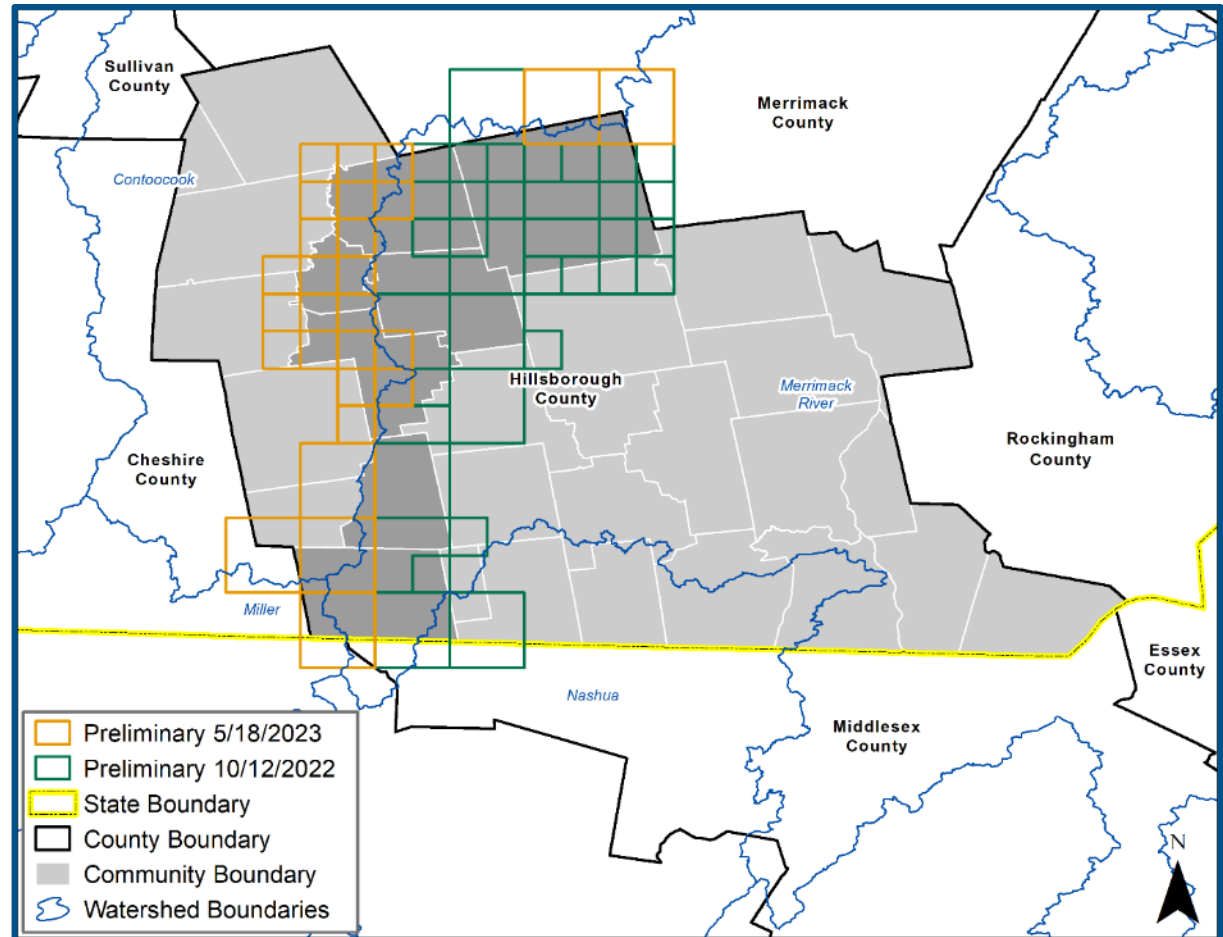 Sullivan
County
Merrimack
County
Contoocook
Hillsborough
County
Merrimack
River
Rockingham
County
Cheshire
County
Miller
Essex
County
Nashua
Middlesex
County
Preliminary 5/18/2023
Preliminary 10/12/2022
State Boundary
County Boundary
Community Boundary
Watershed Boundaries
N